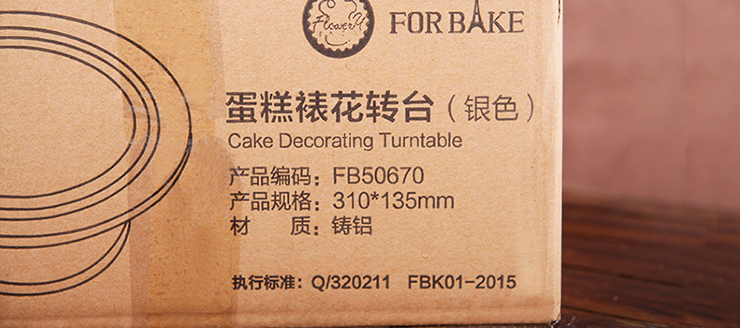 Flowery
FOR BAKE
蛋糕裱花转台（银色）
Cake Decorating Turntable
产品编码：FB50670
产品规格：310*135mm
材　　质：铸铝
执行标准：Q/320211 FBK01-2015